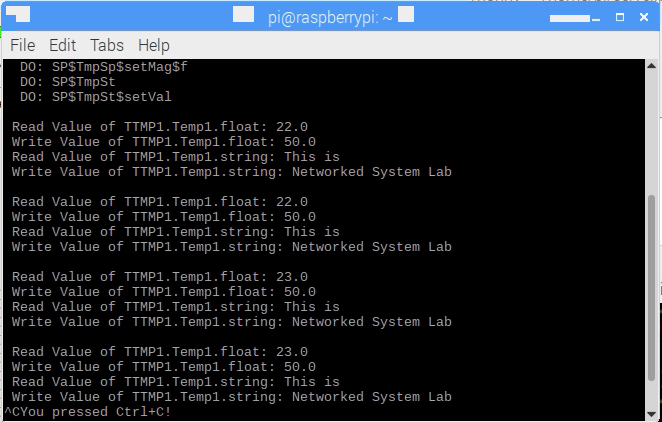 pi@raspberrypi: ~
File Edit Tabs Help
DO: SP$TmpSp$setMag$f
DO: SP$TmpSt
DO: SP$TmpSt$setVal
Read Value of TTMP1.Temp1.float: 22.0
Write Value of TTMP1.Temp1.float: 50.0
Read Value of TTMP1.Temp1.string: This is
Write Value of TTMP1.Temp1.string: Networked System Lab
Read Value of TTMP1.Temp1.float: 22.0
Write Value of TTMP1.Temp1.float: 50.0
Read Value of TTMP1.Temp1.string: This is
Write Value of TTMP1.Temp1.string: Networked System Lab
Read Value of TTMP1.Temp1.float: 23.0
Write Value of TTMP1.Temp1.float: 50.0
Read Value of TTMP1.Temp1.string: This is
Write Value of TTMP1.Temp1.string: Networked System Lab
Read Value of TTMP1.Temp1.float: 23.0
Write Value of TTMP1.Temp1.float: 50.0
Read Value of TTMP1.Temp1.string: This is
Write Value of TTMP1.Temp1.string: Networked System Lab
^CYou pressed Ctrl+C!